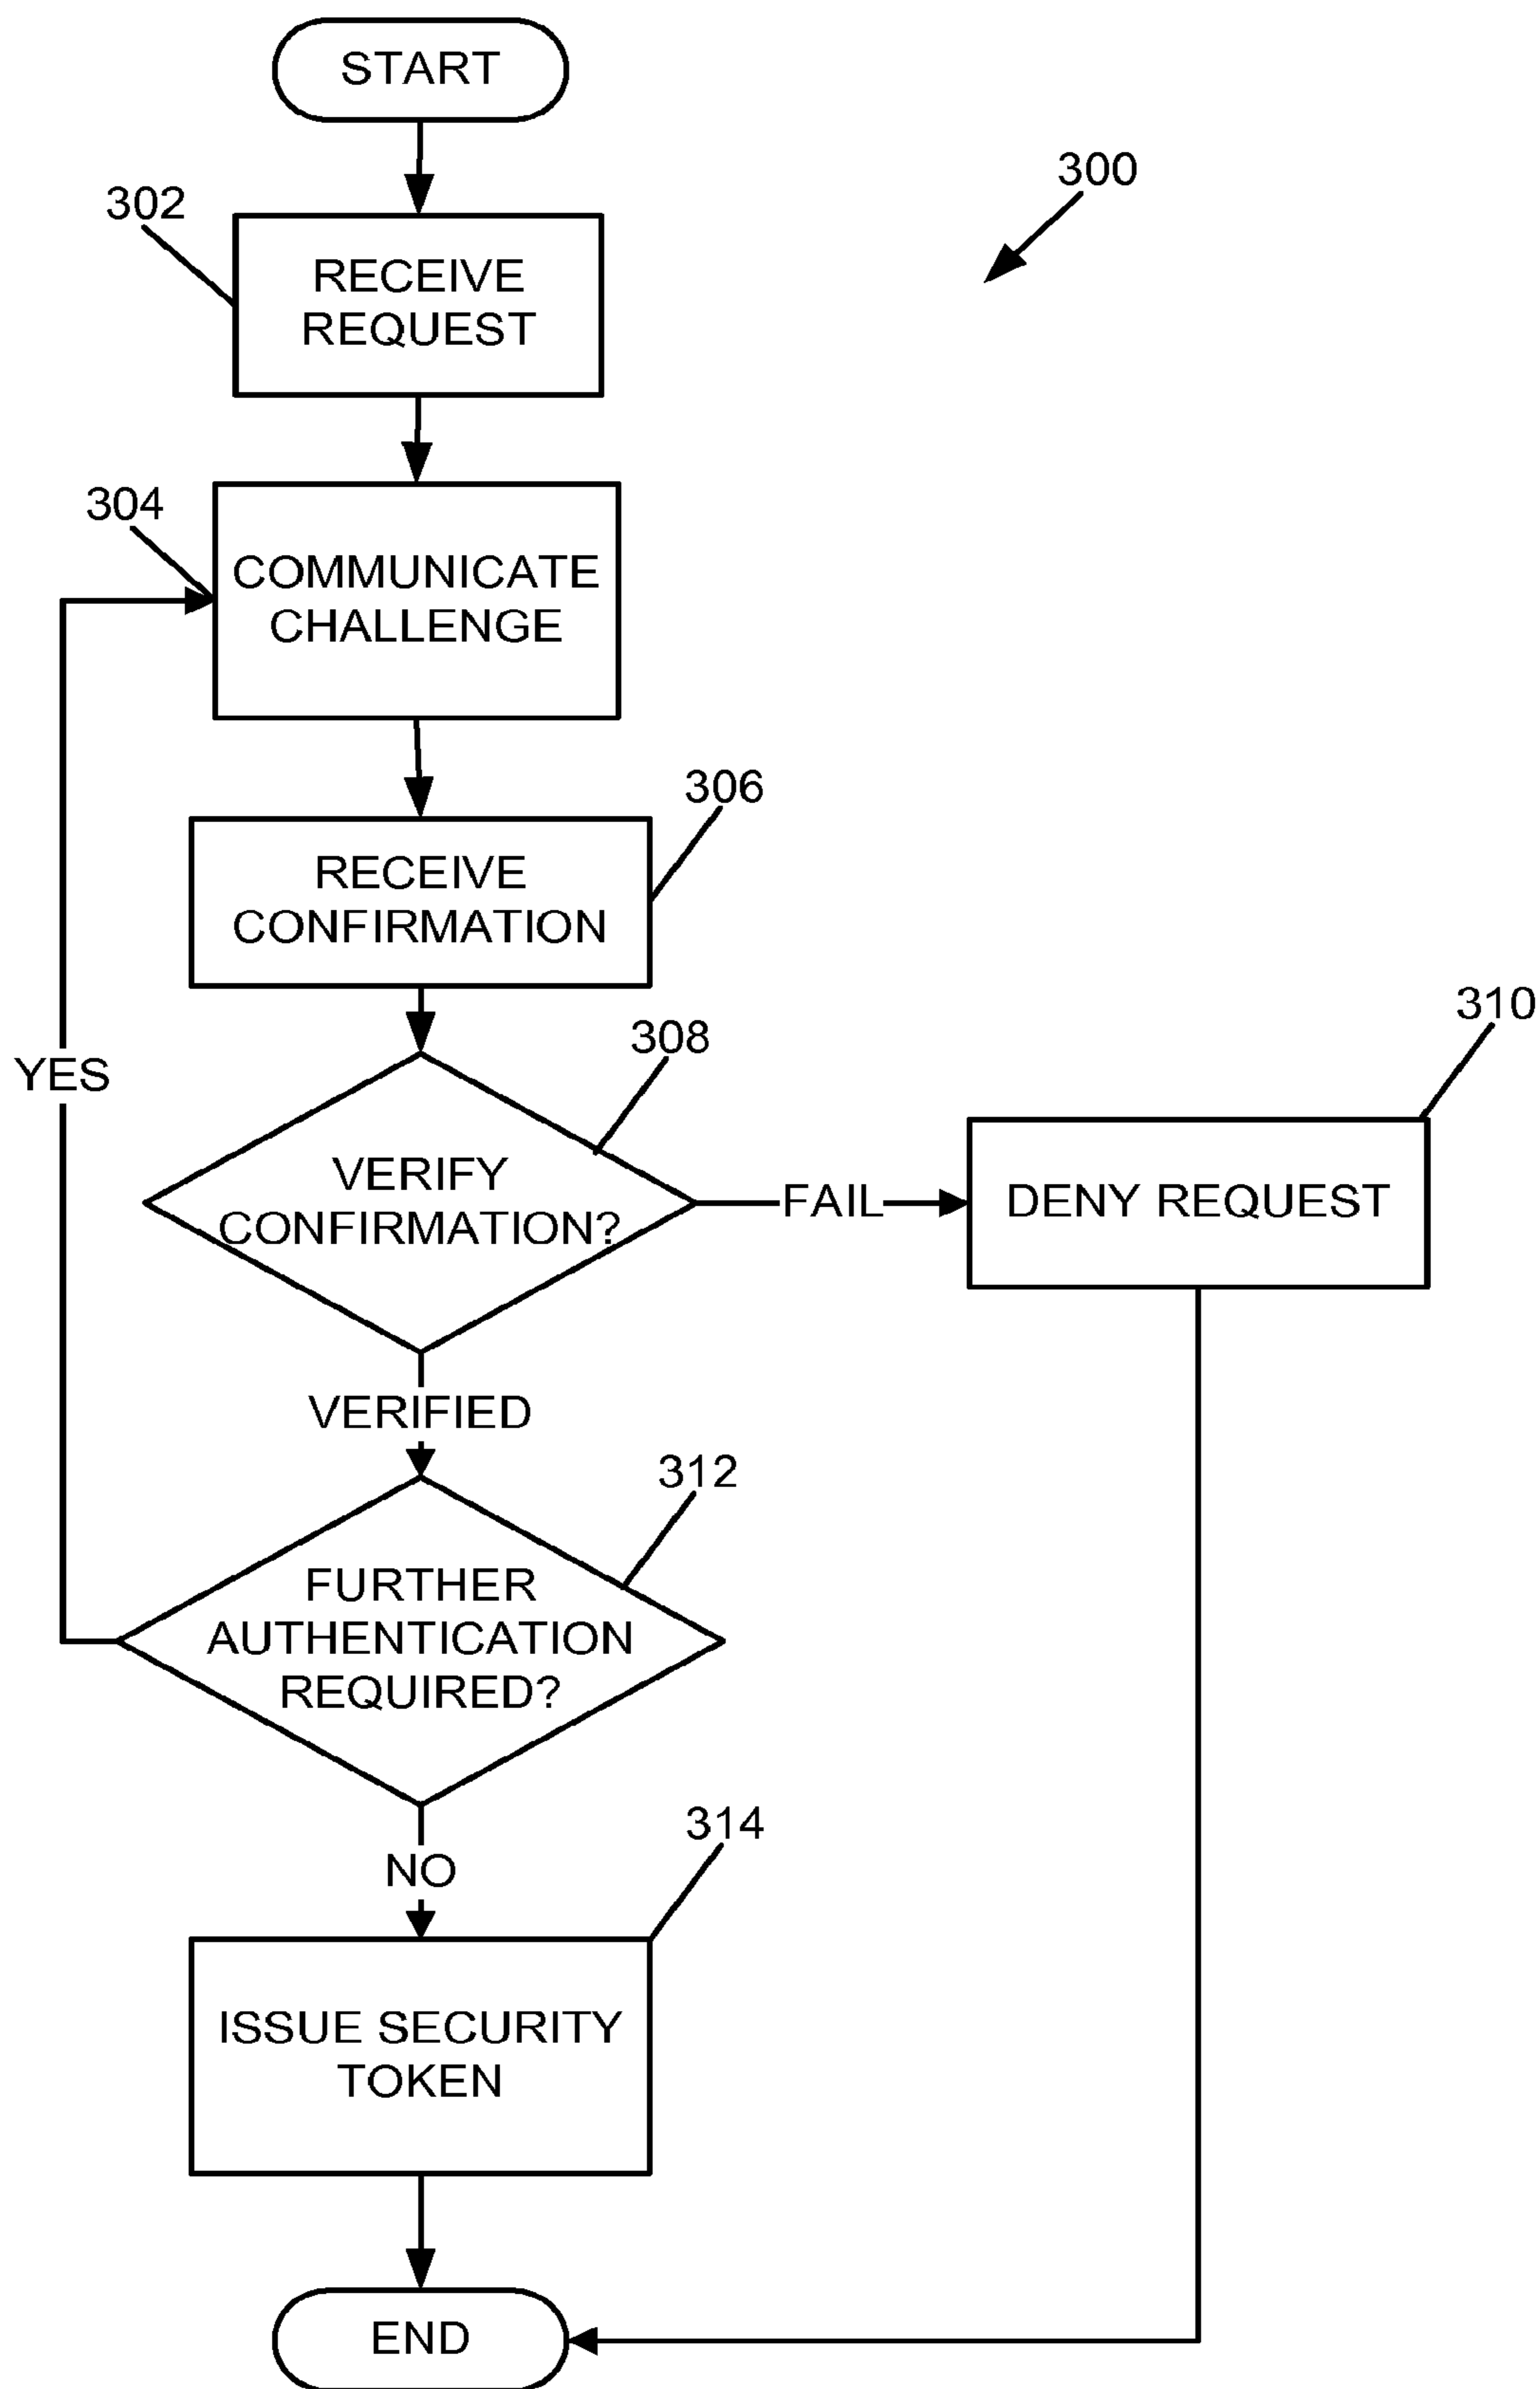 START
300
302
RECEIVE
REQUEST
304
COMMUNICATE
CHALLENGE
306
RECEIVE
CONFIRMATION
308
310
YES
VERIFY
CONFIRMATION?
FAIL
DENY REQUEST
VERIFIED
312
FURTHER
AUTHENTICATION
REQUIRED?
314
NO
ISSUE SECURITY
TOKEN
END